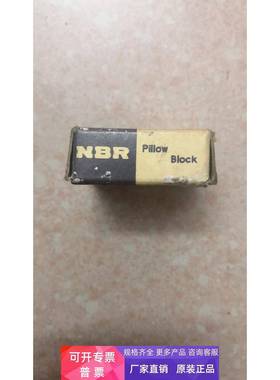 NBR
Pillow
Block
可开专票
普票
规格齐全 更多产品 咨询客服
厂家直销 原装正品